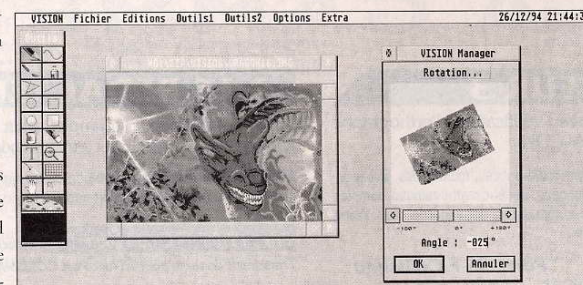 VISION Fichier Editions Outils1 Outils2 Options Extra 26/12/94 21:44:3
VISION Manager
Rotation...
-180° 0° +180°
Angle : -025°
OK Annuler